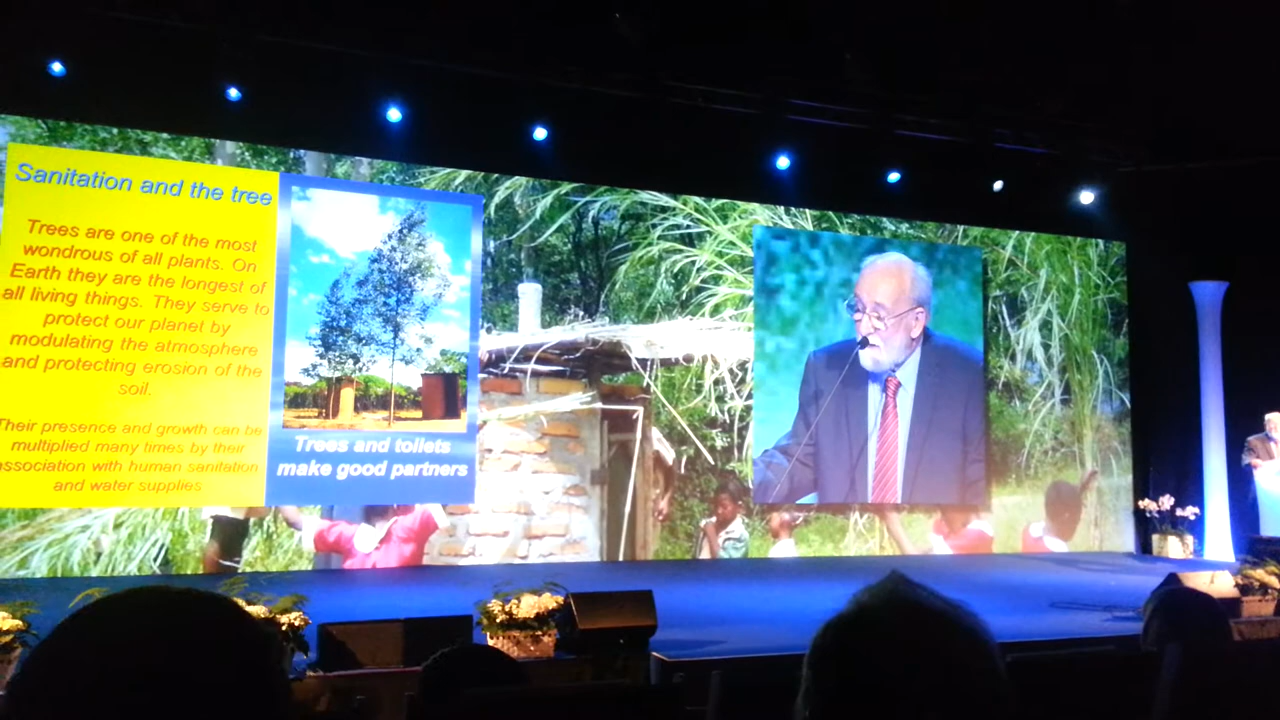 Sanitation and the tree
Trees are one of the most
wondrous of all plants. On
Earth they are the longest of
all living things. They serve to
protect our planet by
modulating the atmosphere
and protecting erosion of the
soil.
Their presence and growth can be
multiplied many times by their
association with human sanitation
and water supplies
Trees and toilets
make good partners